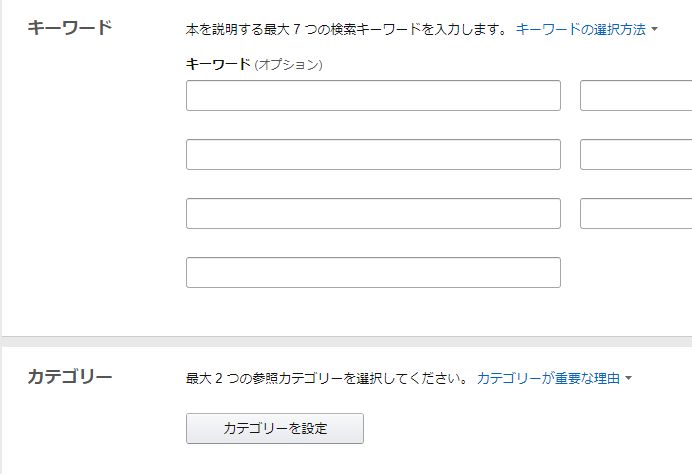 キーワード
本を説明する最大 7 つの検索キーワードを入力します。 キーワードの選択方法
キーワード (オプション)
カテゴリー
最大 2 つの参照カテゴリーを選択してください。 カテゴリーが重要な理由
カテゴリーを設定